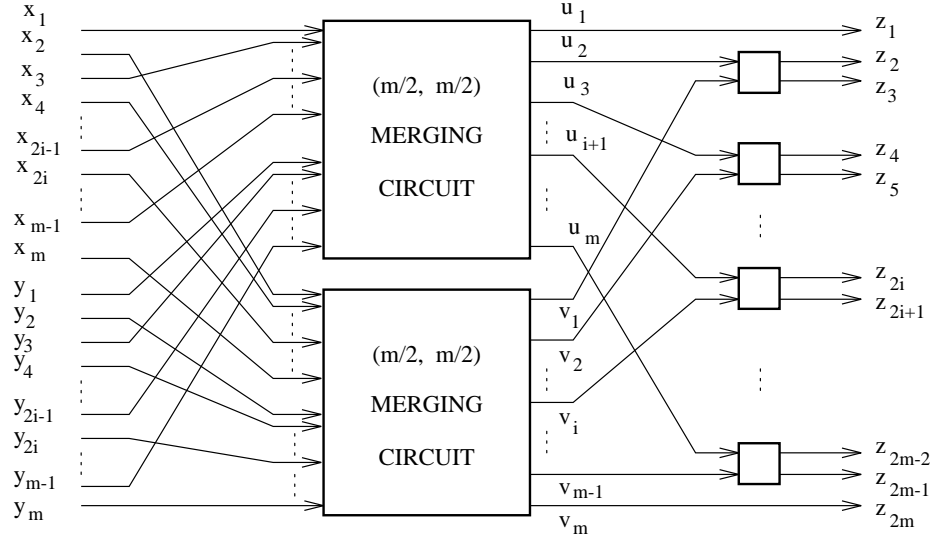 x1
x2
x3
x4
x2i-1
x2i
xm-1
xm
y1
y2
y3
y4
y2i-1
y2i
ym-1
ym
(m/2, m/2)
MERGING
CIRCUIT
(m/2, m/2)
MERGING
CIRCUIT
u1
u2
u3
ui+1
um
v1
v2
vi
vm-1
vm
z1
z2
z3
z4
z5
z2i
z2i+1
z2m-2
z2m-1
z2m